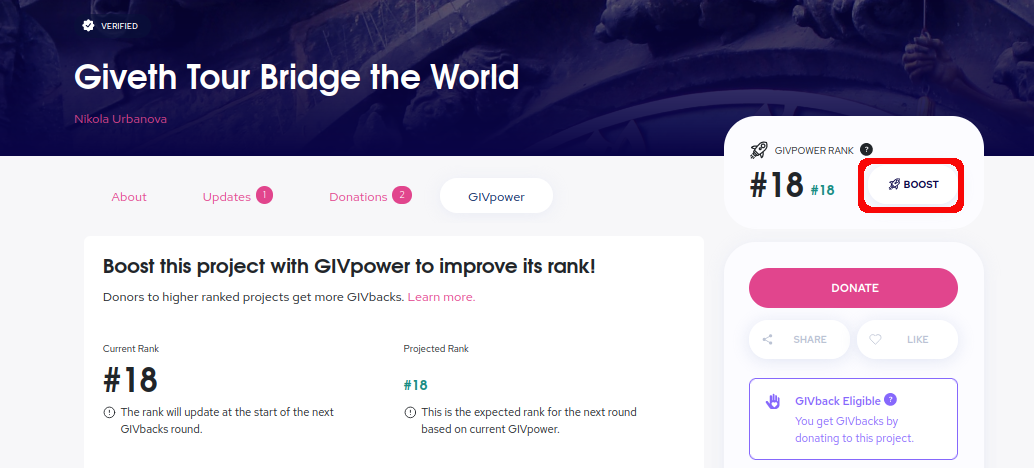 VERIFIED
Giveth Tour Bridge the World
Nikola Urbanova
GIVPOWER RANK ?
#18 #18
BOOST
About
Updates 1
Donations 2
GIVpower
Boost this project with GIVpower to improve its rank!
Donors to higher ranked projects get more GIVbacks. Learn more.
Current Rank
#18
The rank will update at the start of the next
GIVbacks round.
Projected Rank
#18
This is the expected rank for the next round
based on current GIVpower.
DONATE
SHARE
LIKE
GIVback Eligible ?
You get GIVbacks by
donating to this project.